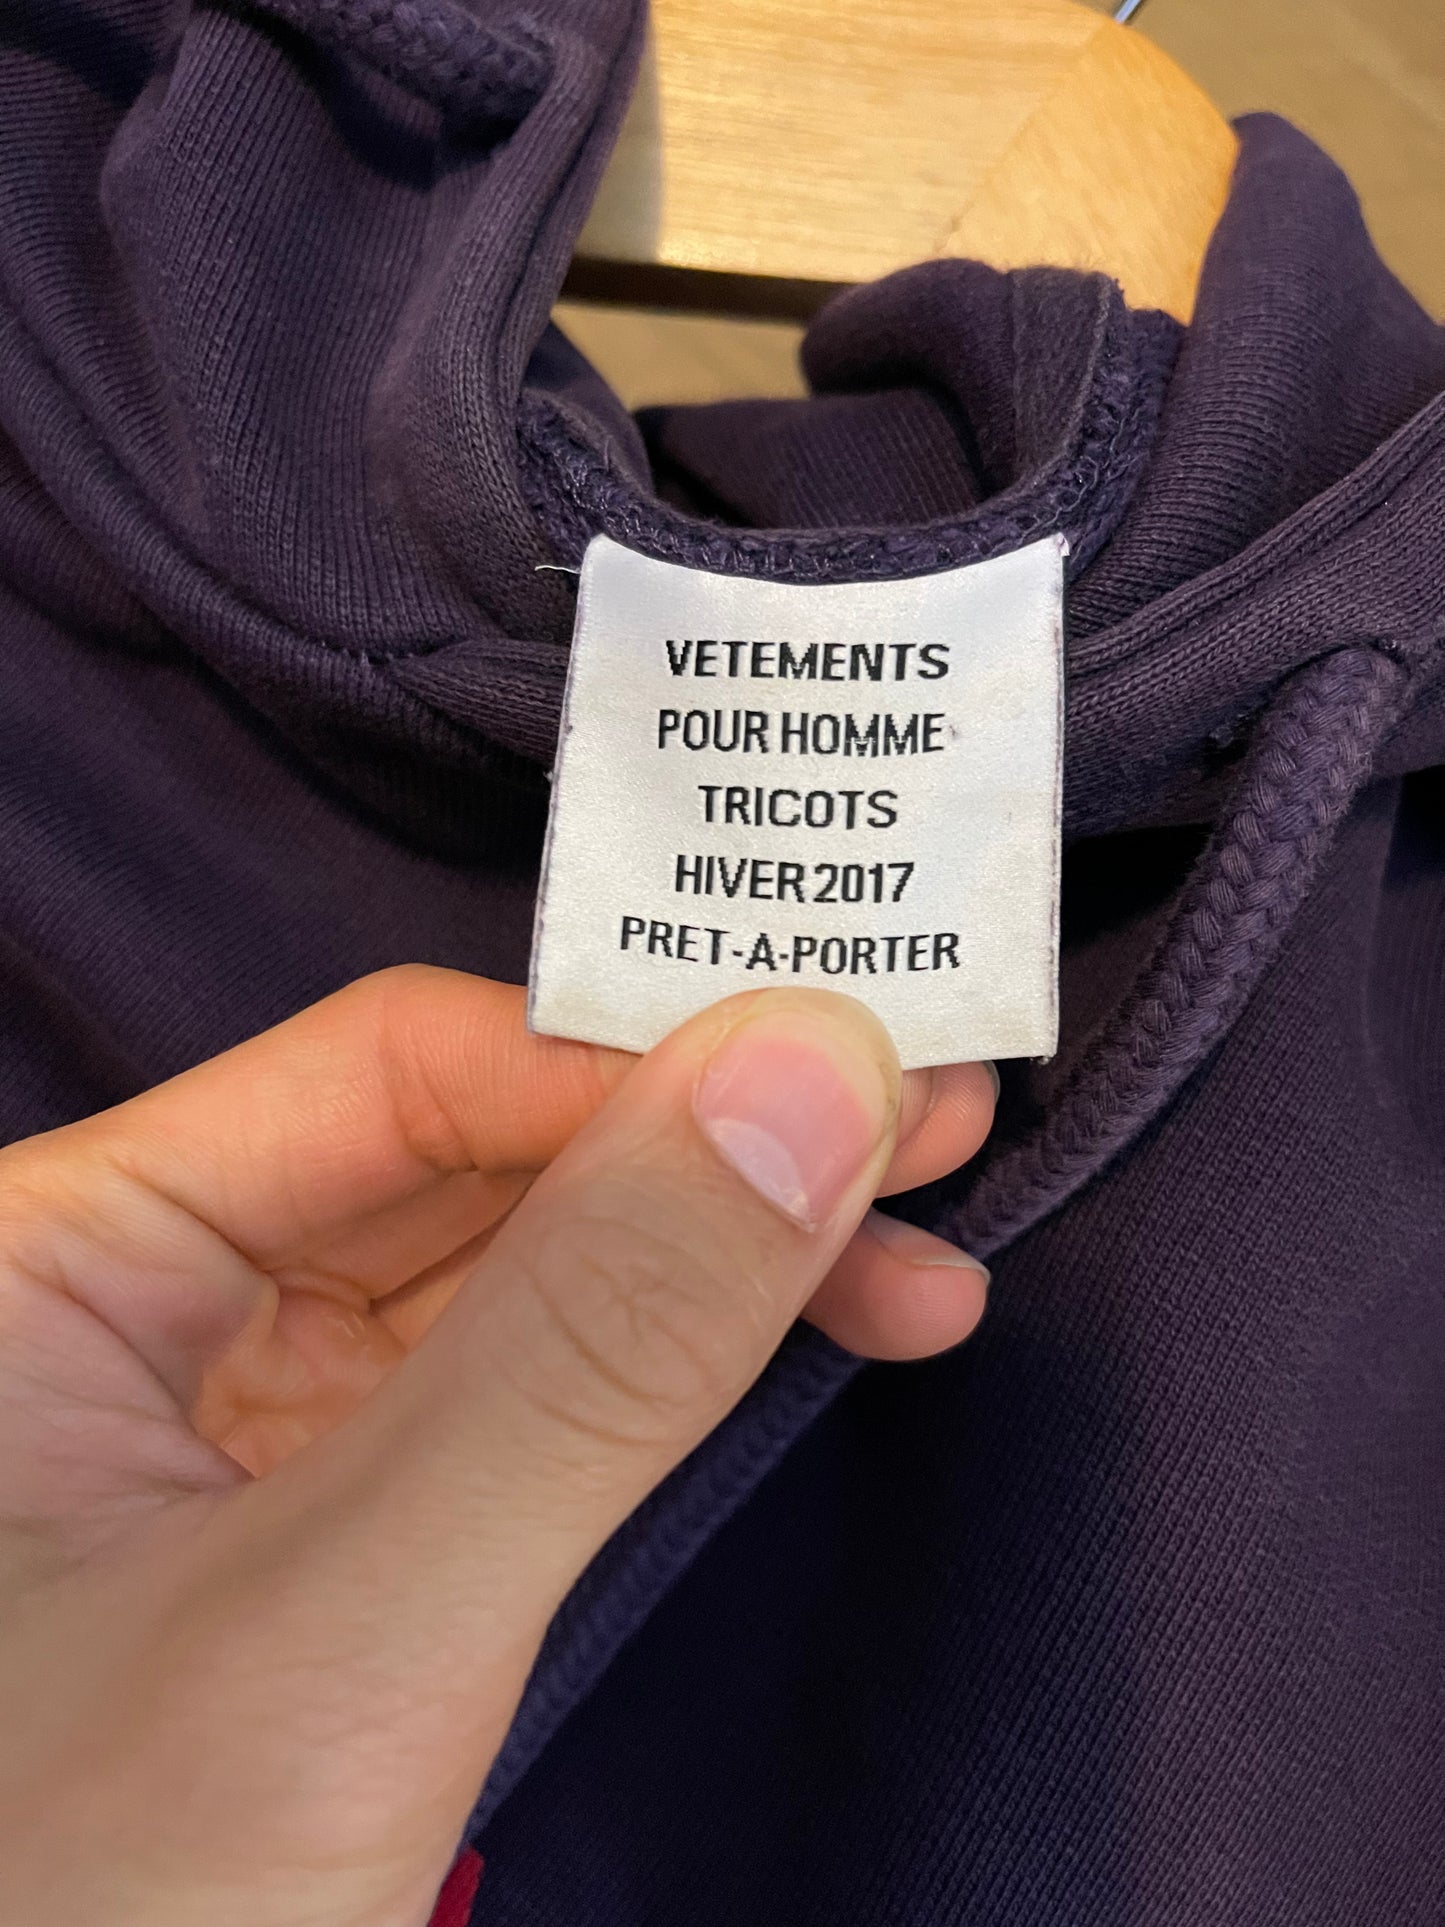 VETEMENTS
POUR HOMME
TRICOTS
HIVER 2017
PRET-A-PORTER